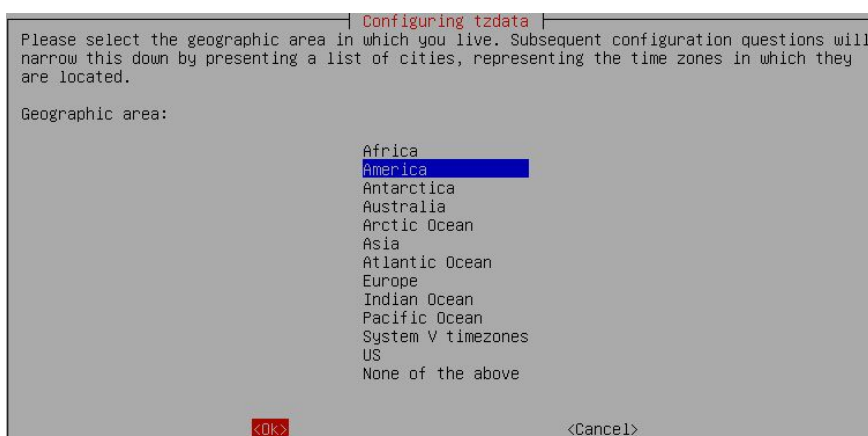 Configuring tzdata
Please select the geographic area in which you live. Subsequent configuration questions will
narrow this down by presenting a list of cities, representing the time zones in which they
are located.
Geographic area:
Africa
America
Antarctica
Australia
Arctic Ocean
Asia
Atlantic Ocean
Europe
Indian Ocean
Pacific Ocean
System V timezones
US
None of the above
<Ok> <Cancel>